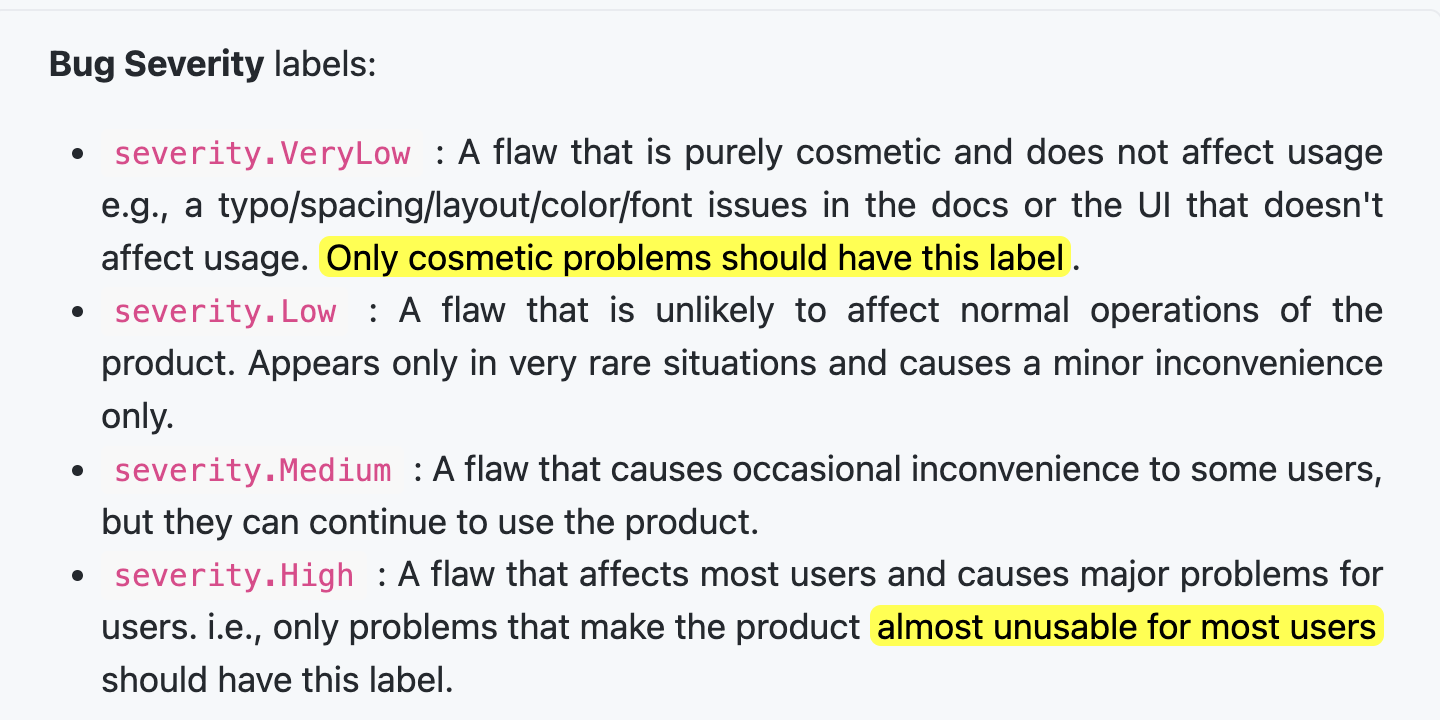 Bug Severity labels:
• severity.VeryLow : A flaw that is purely cosmetic and does not affect usage
e.g., a typo/spacing/layout/color/font issues in the docs or the UI that doesn't
affect usage. Only cosmetic problems should have this label.
• severity.Low : A flaw that is unlikely to affect normal operations of the
product. Appears only in very rare situations and causes a minor inconvenience
only.
• severity.Medium : A flaw that causes occasional inconvenience to some users,
but they can continue to use the product.
• severity.High : A flaw that affects most users and causes major problems for
users. i.e., only problems that make the product almost unusable for most users
should have this label.